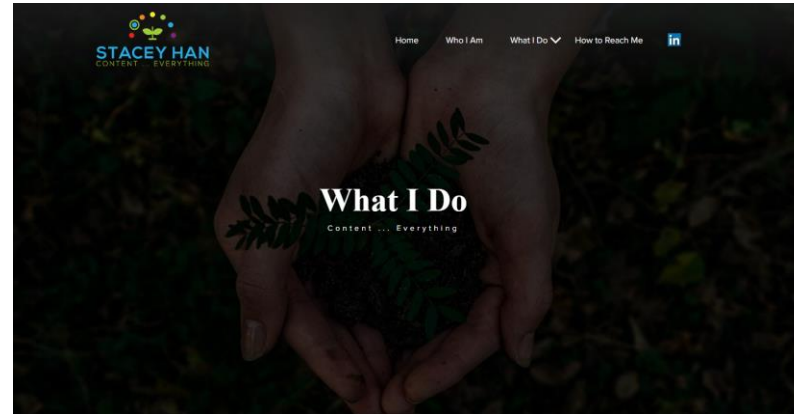 STACEY HAN
CONTENT ... EVERYTHING
Home Who I Am What I Do How to Reach Me in
What I Do
Content ... Everything